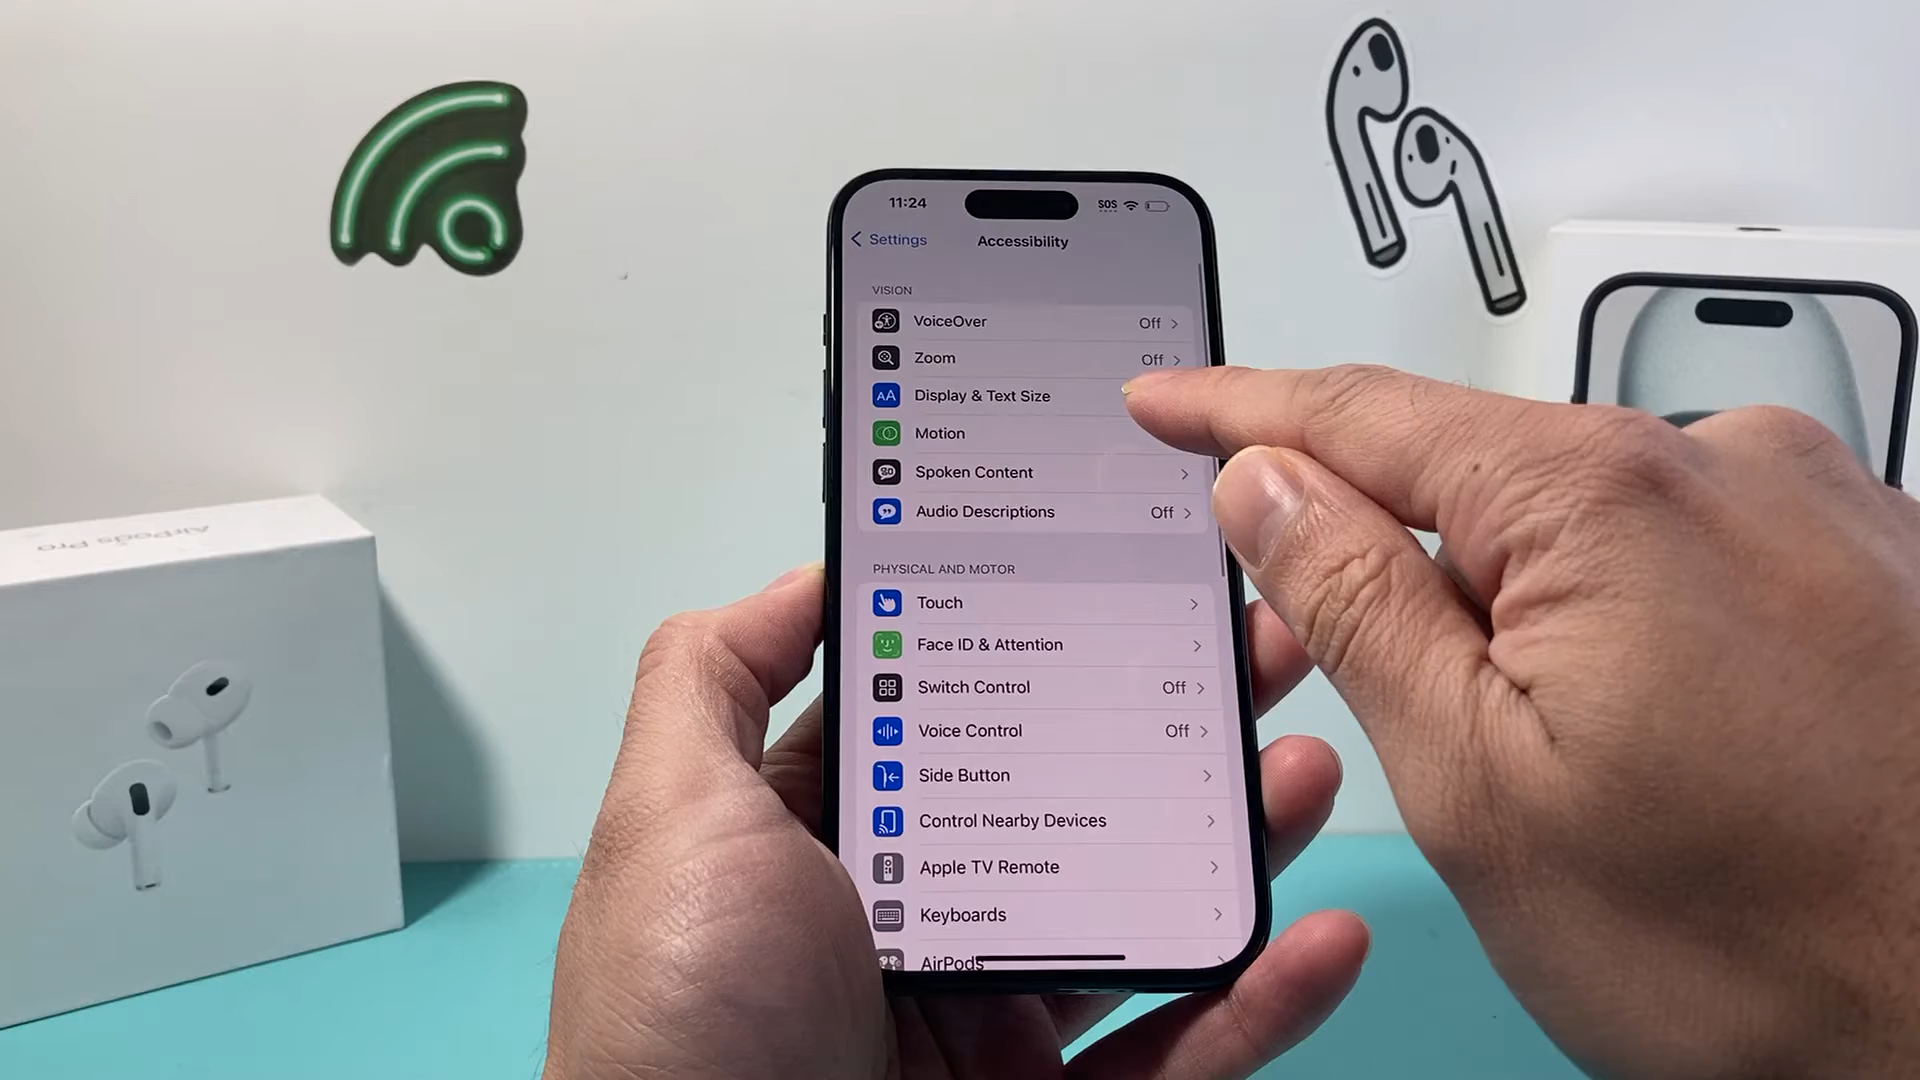 11:24
SOS
Settings
Accessibility
VISION
VoiceOver Off
Zoom Off
AA Display & Text Size
Motion
Spoken Content
Audio Descriptions Off
PHYSICAL AND MOTOR
Touch
Face ID & Attention
Switch Control Off
Voice Control Off
Side Button
Control Nearby Devices
Apple TV Remote
Keyboards
AirPods
AirPods Pro